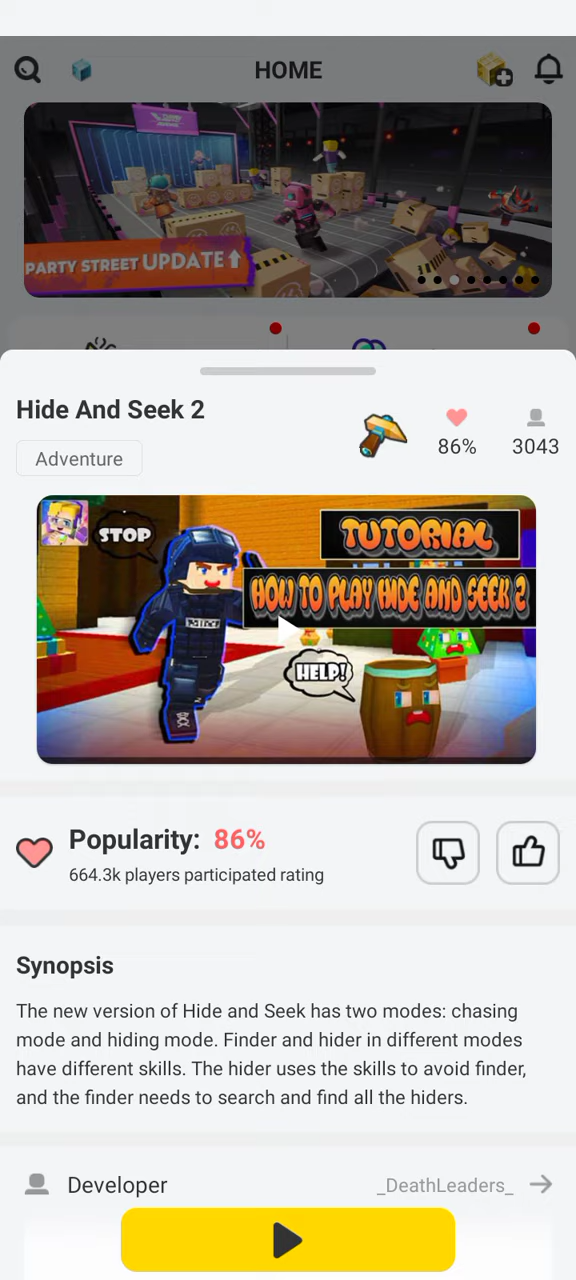 HOME
PARTY STREET UPDATE
Hide And Seek 2
Adventure
86%
3043
STOP
TUTORIAL
HOW TO PLAY HIDE AND SEEK 2
POLICE
HELP!
Popularity: 86%
664.3k players participated rating
Synopsis
The new version of Hide and Seek has two modes: chasing
mode and hiding mode. Finder and hider in different modes
have different skills. The hider uses the skills to avoid finder,
and the finder needs to search and find all the hiders.
Developer
_DeathLeaders_